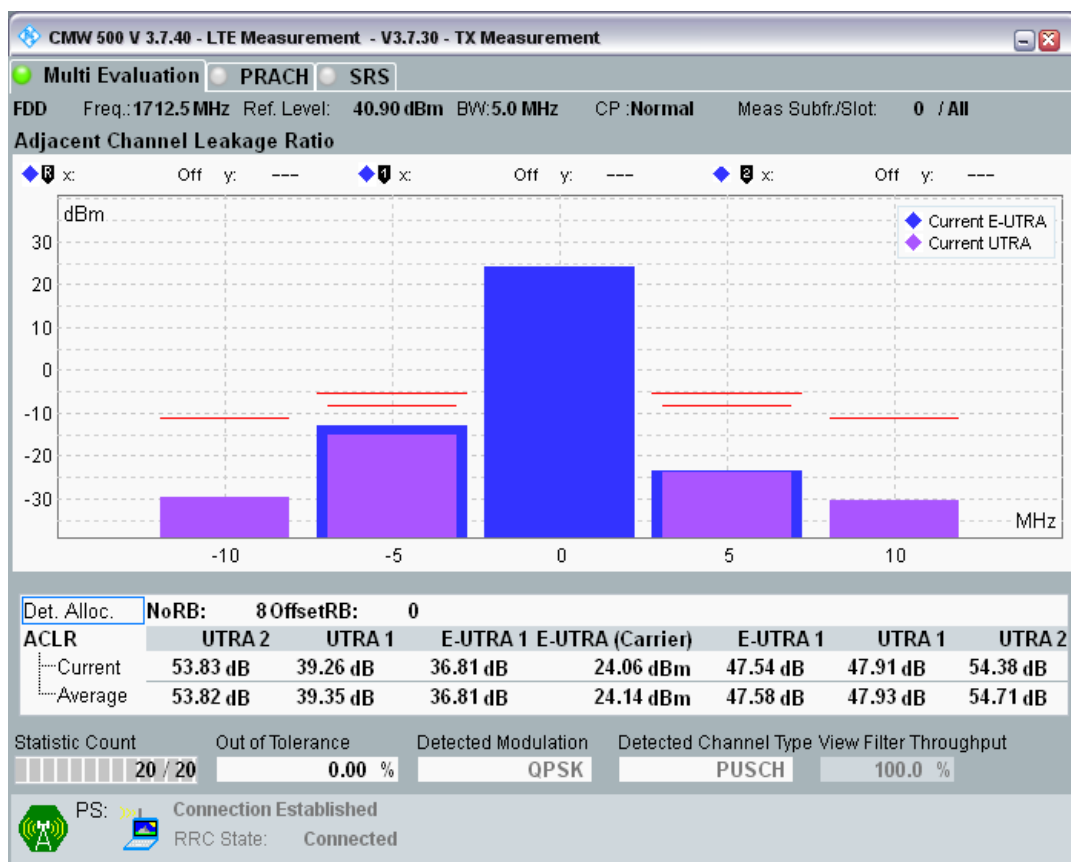 CMW 500 V 3.7.40 - LTE Measurement - V3.7.30 - TX Measurement
Multi Evaluation PRACH SRS
FDD Freq.:1712.5 MHz Ref. Level: 40.90 dBm BW:5.0 MHz CP :Normal Meas Subfr./Slot: 0 / All
Adjacent Channel Leakage Ratio
R x: Off y: --- 1 x: Off y: --- 2 x: Off y: ---
dBm
Current E-UTRA
Current UTRA
30
20
10
0
-10
-20
-30
MHz
-10 -5 0 5 10
Det. Alloc. NoRB: 8 OffsetRB: 0
ACLR UTRA 2 UTRA 1 E-UTRA 1 E-UTRA (Carrier) E-UTRA 1 UTRA 1 UTRA 2
Current 53.83 dB 39.26 dB 36.81 dB 24.06 dBm 47.54 dB 47.91 dB 54.38 dB
Average 53.82 dB 39.35 dB 36.81 dB 24.14 dBm 47.58 dB 47.93 dB 54.71 dB
Statistic Count Out of Tolerance Detected Modulation Detected Channel Type View Filter Throughput
20 / 20 0.00 % QPSK PUSCH 100.0 %
PS: Connection Established
RRC State: Connected